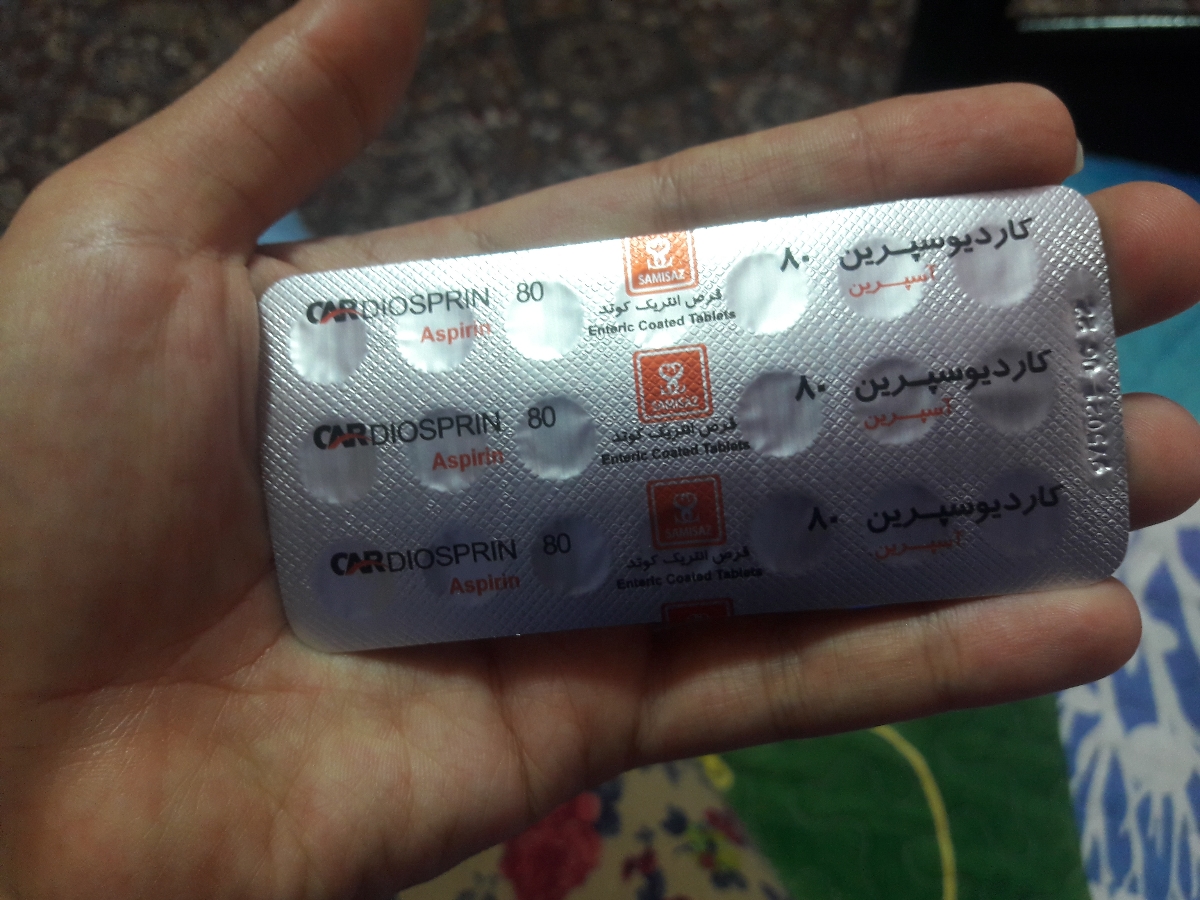 CARDIOSPRIN 80
Aspirin
SAMISAZ
قرص انتریک کوتد
Enteric Coated Tablets
کاردیوسپرین ۸۰
آسپرین
CARDIOSPRIN 80
Aspirin
SAMISAZ
قرص انتریک کوتد
Enteric Coated Tablets
کاردیوسپرین ۸۰
آسپرین
CARDIOSPRIN 80
Aspirin
SAMISAZ
قرص انتریک کوتد
Enteric Coated Tablets
کاردیوسپرین ۸۰
آسپرین